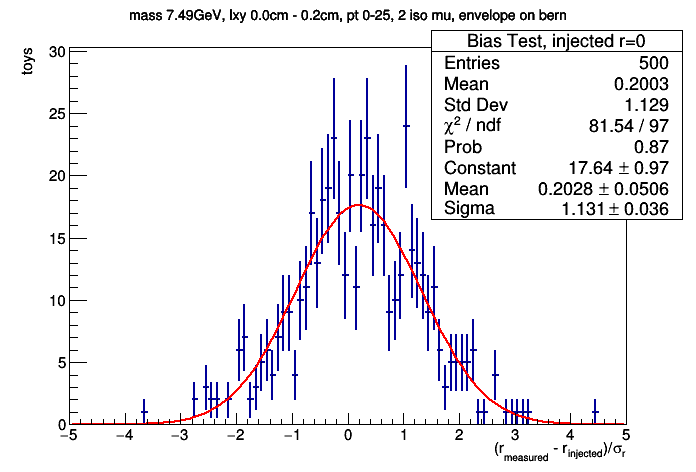 mass 7.49GeV, lxy 0.0cm - 0.2cm, pt 0-25, 2 iso mu, envelope on bern
toys
Bias Test, injected r=0
Entries 500
Mean 0.2003
Std Dev 1.129
χ² / ndf 81.54 / 97
Prob 0.87
Constant 17.64 ± 0.97
Mean 0.2028 ± 0.0506
Sigma 1.131 ± 0.036
30
25
20
15
10
5
0
−5 −4 −3 −2 −1 0 1 2 3 4 5
(r_measured - r_injected)/σ_r